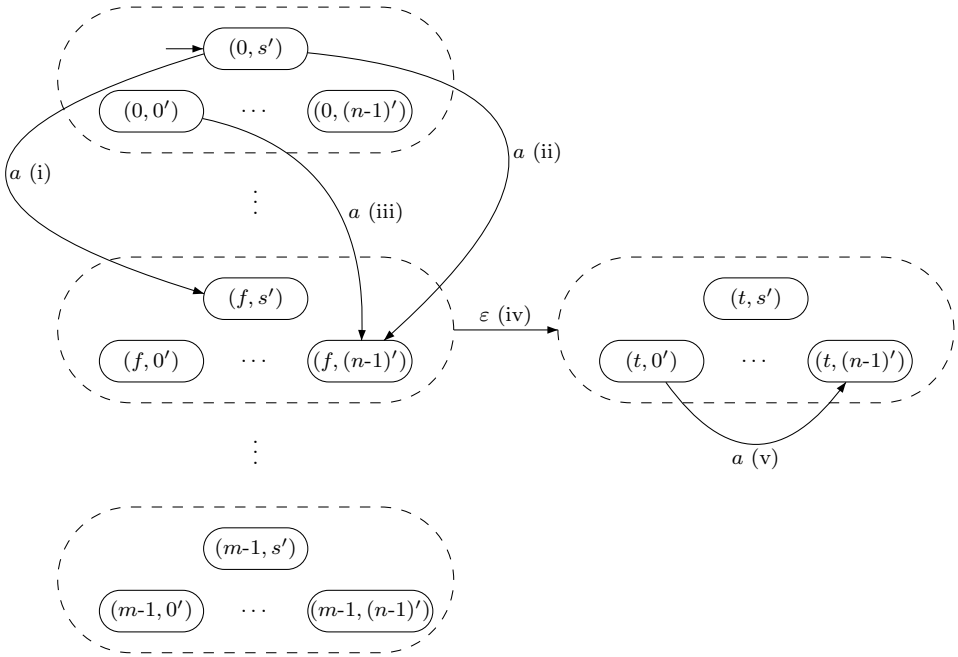 (0, s′)
(0, 0′) ··· (0, (n-1)′)
a (i)
a (ii)
a (iii)
⋮
(f, s′)
(f, 0′) ··· (f, (n-1)′)
ε (iv)
(t, s′)
(t, 0′) ··· (t, (n-1)′)
a (v)
⋮
(m-1, s′)
(m-1, 0′) ··· (m-1, (n-1)′)